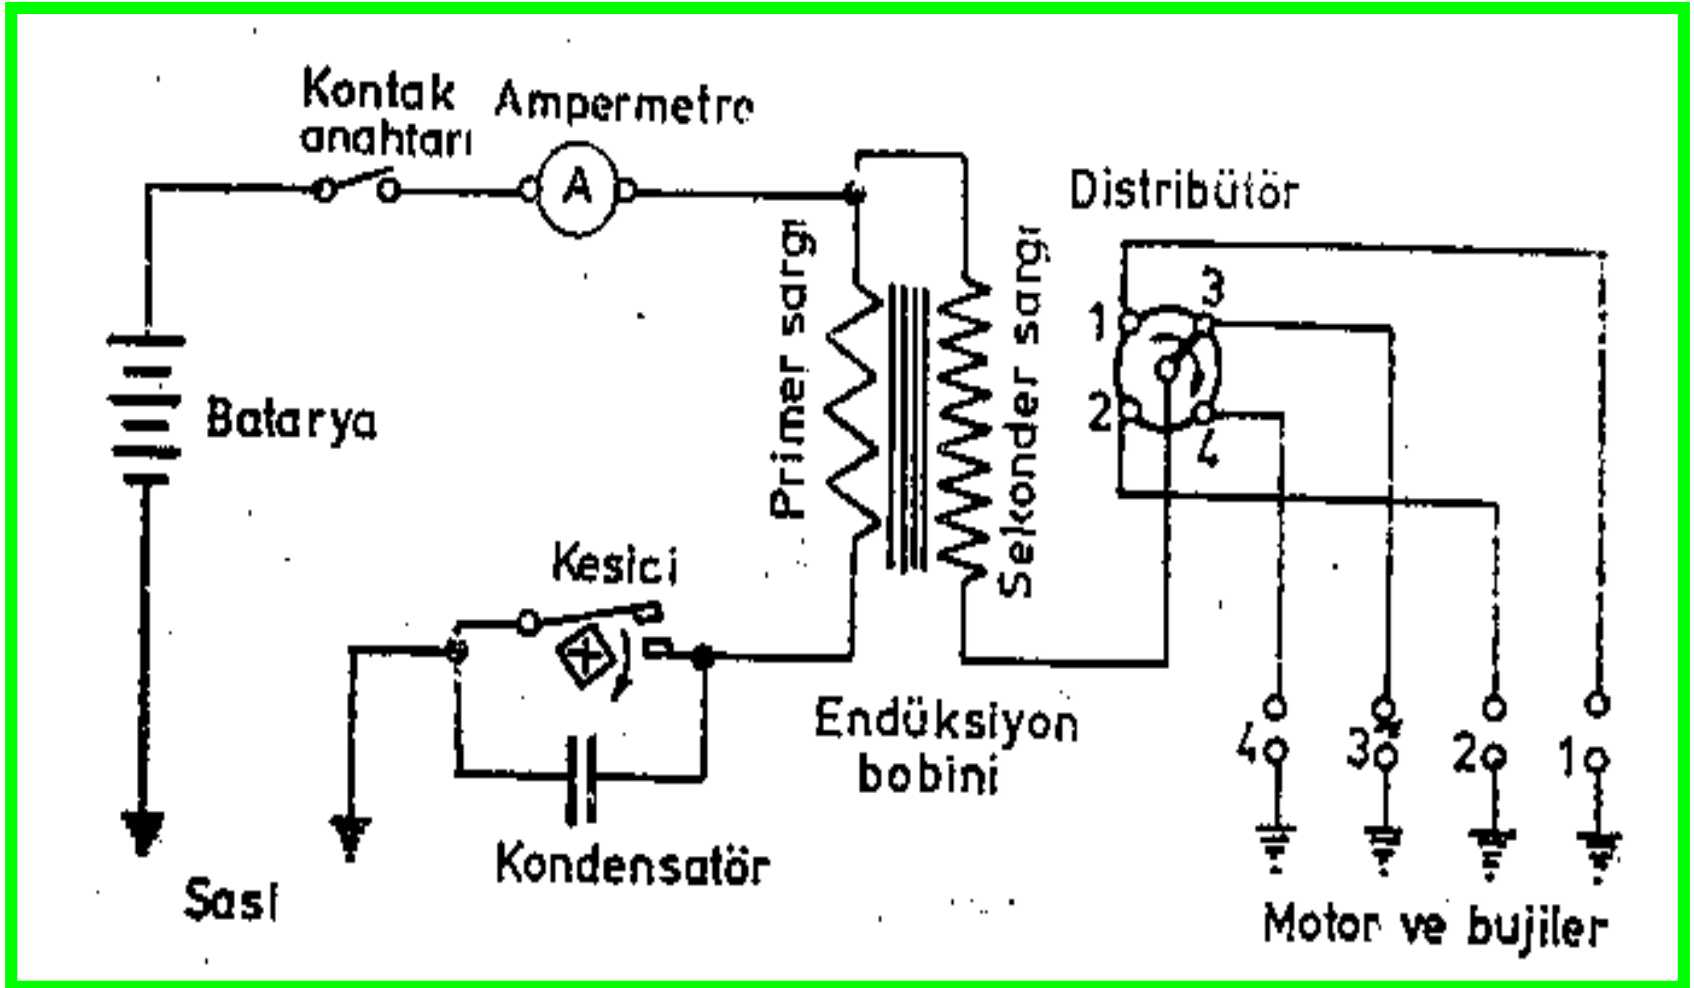 Kontak
anahtarı
Ampermetre
A
Distribütör
Primer sargı
Sekonder sargı
3
1
2
4
Batarya
Kesici
Endüksiyon
bobini
4
3
2
1
Kondensatör
Sasi
Motor ve bujiler